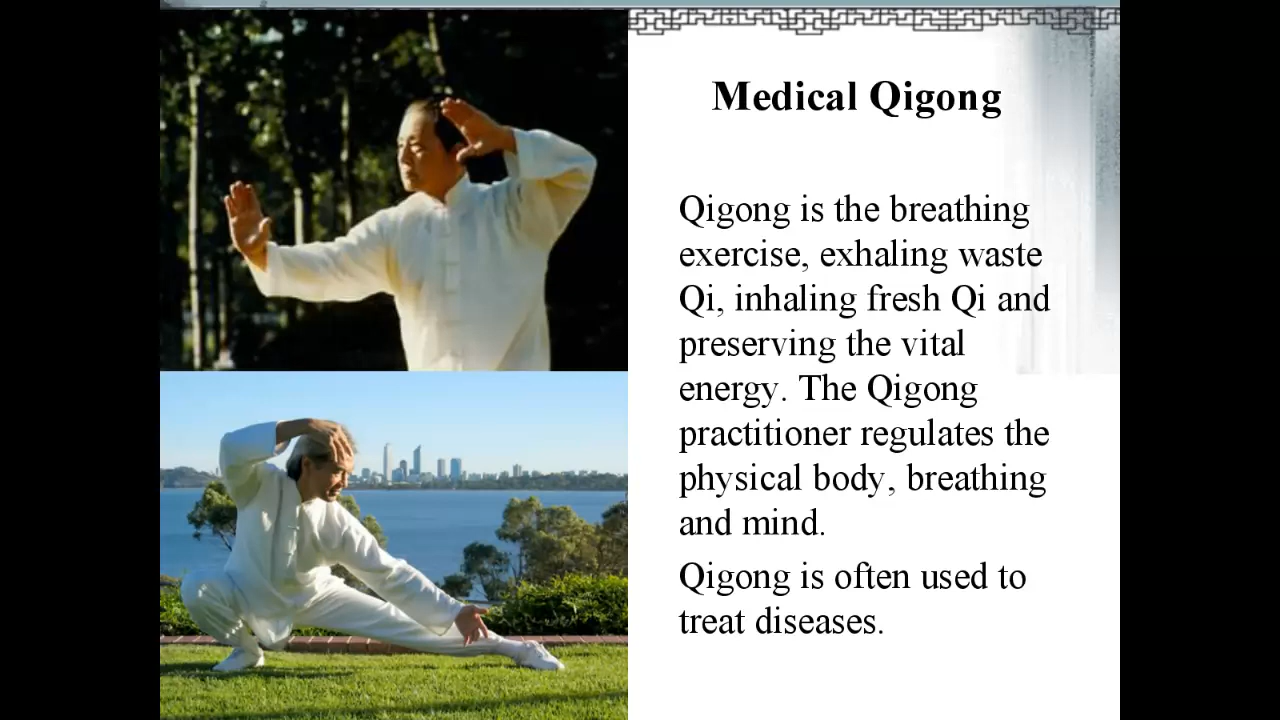 Medical Qigong
Qigong is the breathing
exercise, exhaling waste
Qi, inhaling fresh Qi and
preserving the vital
energy. The Qigong
practitioner regulates the
physical body, breathing
and mind.
Qigong is often used to
treat diseases.